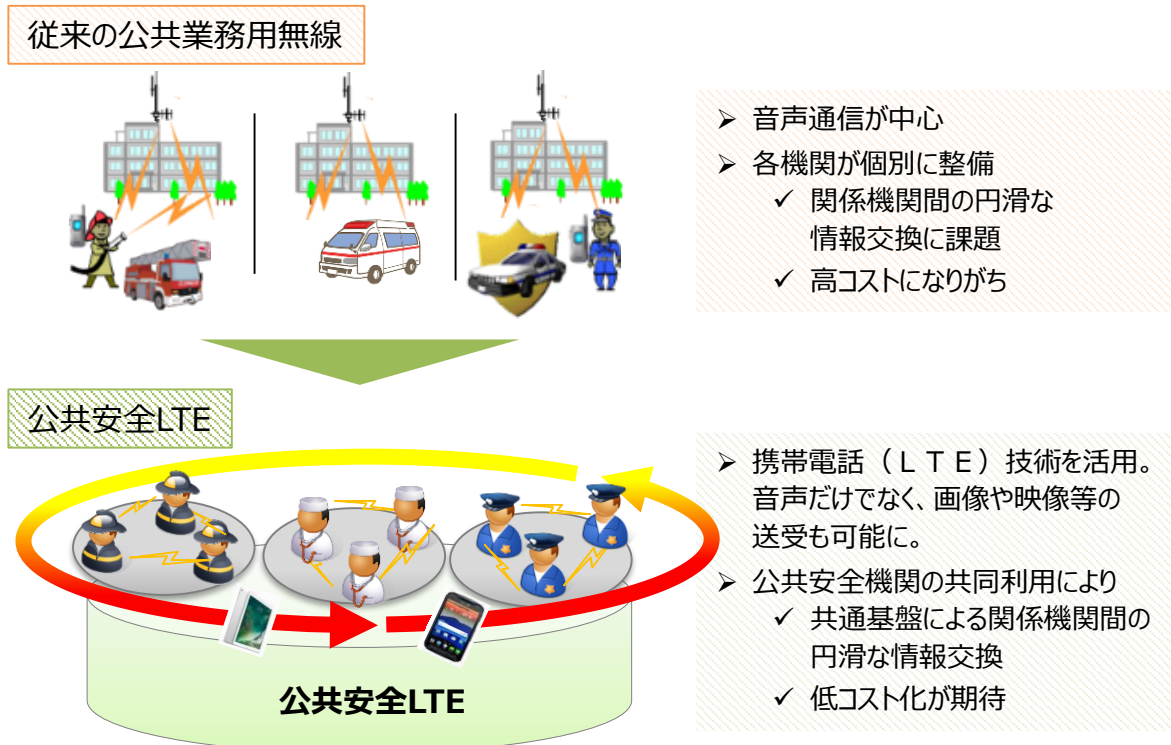 従来の公共業務用無線
➢ 音声通信が中心
➢ 各機関が個別に整備
✓ 関係機関間の円滑な
情報交換に課題
✓ 高コストになりがち
公共安全LTE
➢ 携帯電話（ＬＴＥ）技術を活用。
音声だけでなく、画像や映像等の
送受も可能に。
➢ 公共安全機関の共同利用により
✓ 共通基盤による関係機関間の
円滑な情報交換
✓ 低コスト化が期待
公共安全LTE